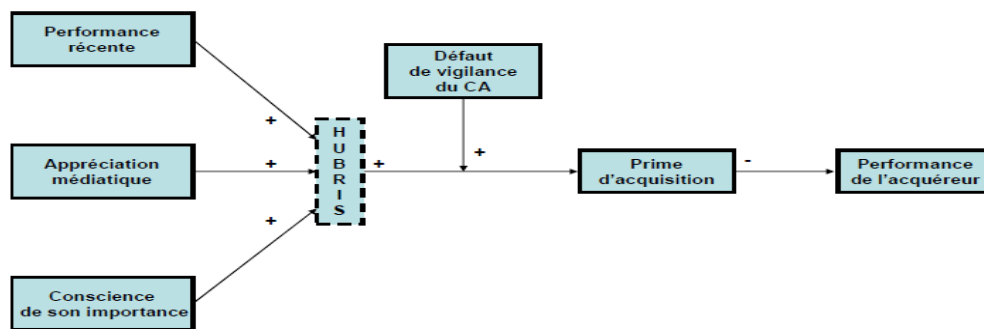 Performance
récente
Défaut
de vigilance
du CA
+
H
U
B
R
I
S
Appréciation
médiatique
+
+
+
Prime
d'acquisition
-
Performance
de l'acquéreur
+
Conscience
de son importance